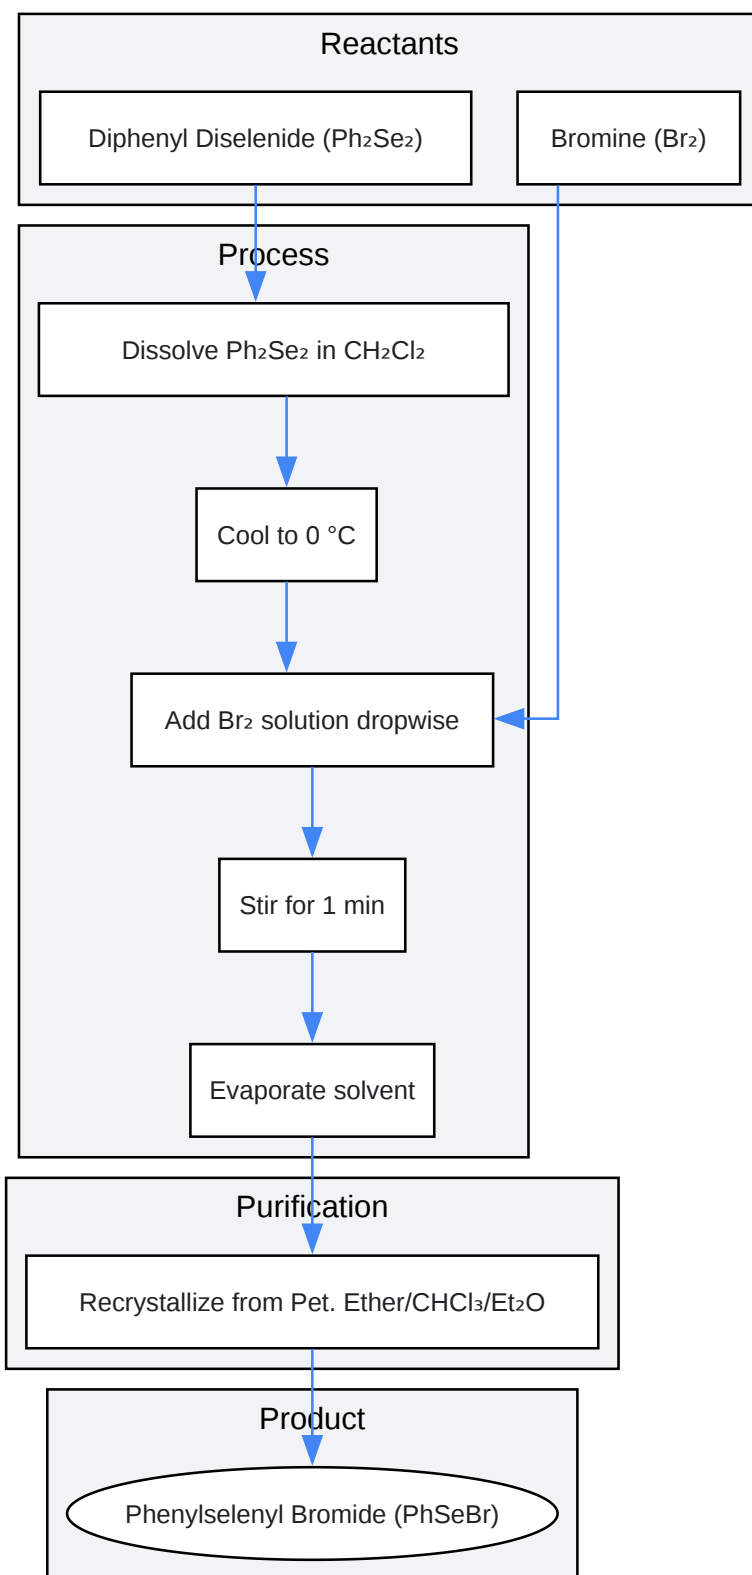 Reactants
Diphenyl Diselenide (Ph₂Se₂)
Bromine (Br₂)
Process
Dissolve Ph₂Se₂ in CH₂Cl₂
Cool to 0 °C
Add Br₂ solution dropwise
Stir for 1 min
Evaporate solvent
Purification
Recrystallize from Pet. Ether/CHCl₃/Et₂O
Product
Phenylselenyl Bromide (PhSeBr)